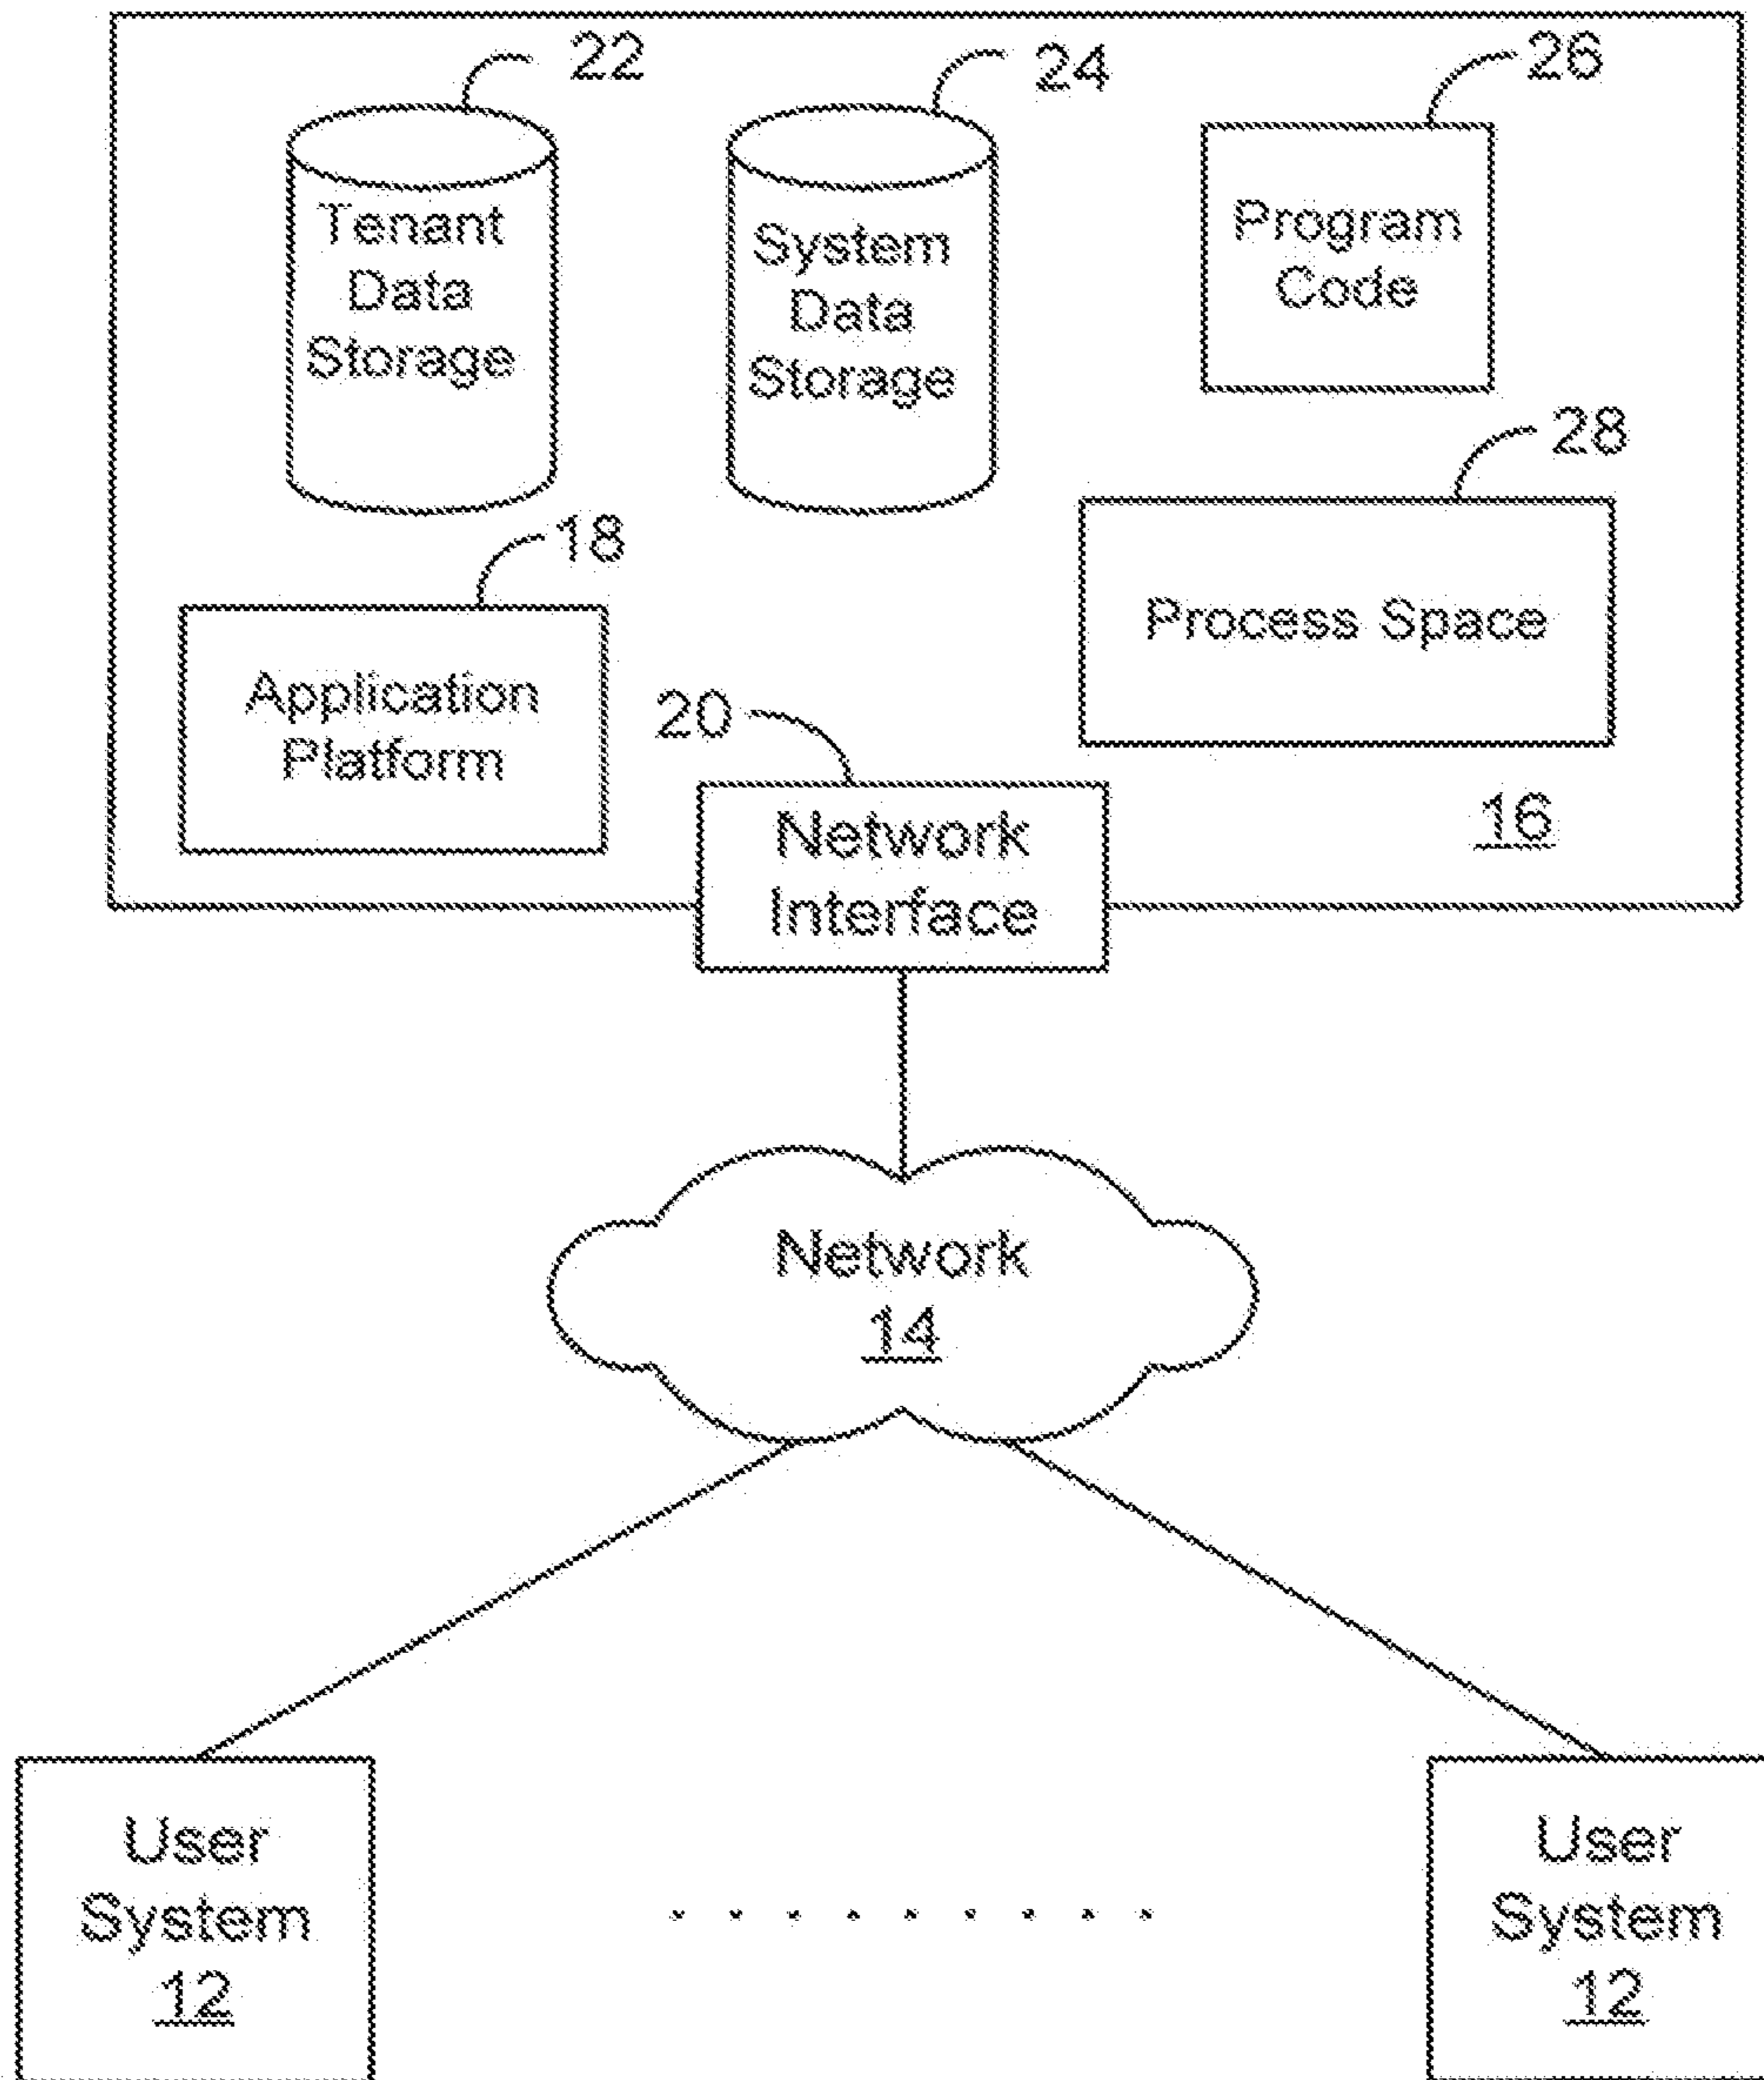 22
24
26
Tenant
Data
Storage
System
Data
Storage
Program
Code
28
18
Process Space
Application
Platform
20
16
Network
Interface
Network
14
User
System
12
User
System
12